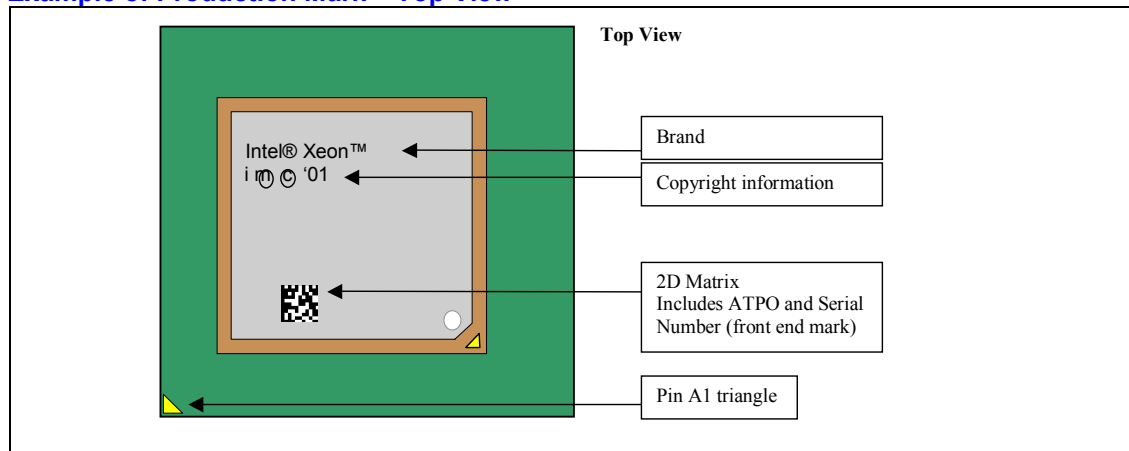 Example of Production Mark – Top View
Top View
Intel® Xeon™
i m c '01
Brand
Copyright information
2D Matrix
Includes ATPO and Serial
Number (front end mark)
Pin A1 triangle